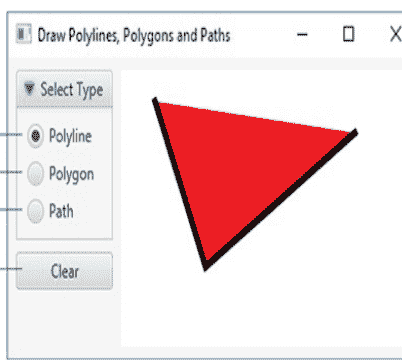 Draw Polylines, Polygons and Paths
Select Type
Polyline
Polygon
Path
Clear